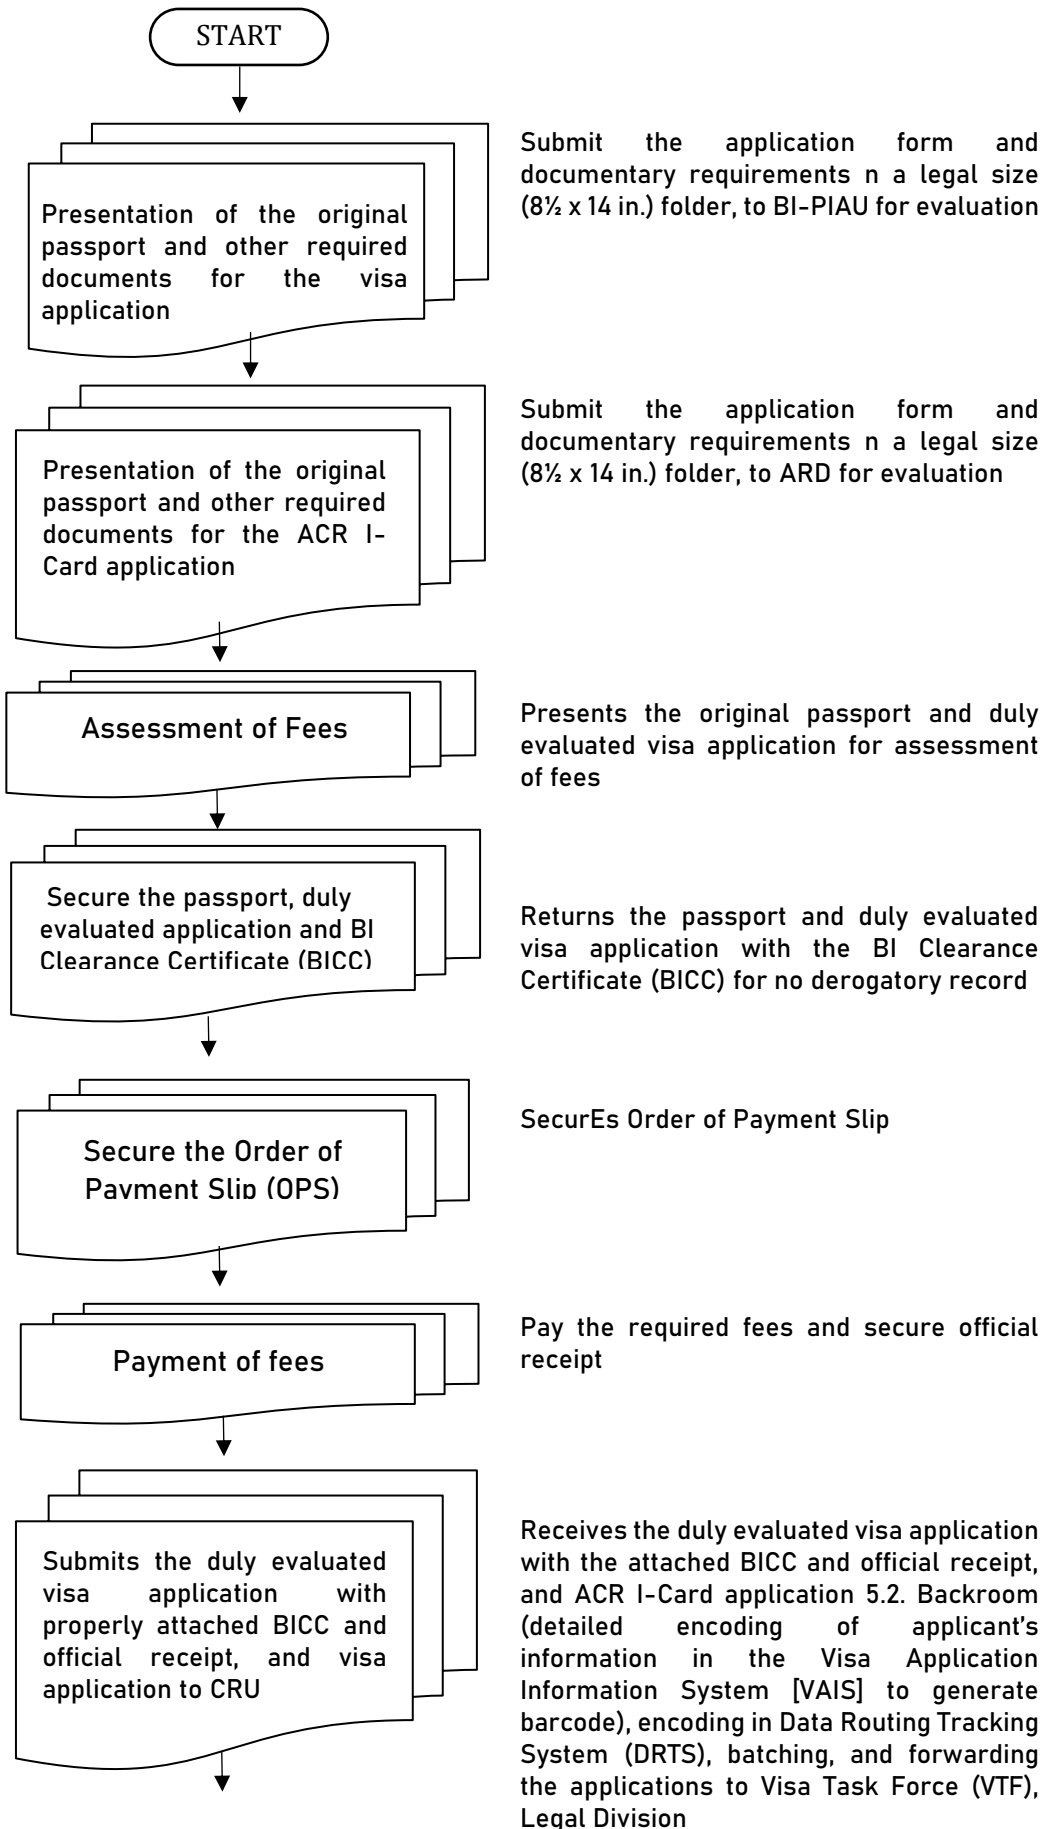 START
Presentation of the original
passport and other required
documents for the visa
application
Submit the application form and
documentary requirements n a legal size
(8½ x 14 in.) folder, to BI-PIAU for evaluation
Presentation of the original
passport and other required
documents for the ACR I-
Card application
Submit the application form and
documentary requirements n a legal size
(8½ x 14 in.) folder, to ARD for evaluation
Assessment of Fees
Presents the original passport and duly
evaluated visa application for assessment
of fees
Secure the passport, duly
evaluated application and BI
Clearance Certificate (BICC)
Returns the passport and duly evaluated
visa application with the BI Clearance
Certificate (BICC) for no derogatory record
Secure the Order of
Payment Slip (OPS)
SecurEs Order of Payment Slip
Payment of fees
Pay the required fees and secure official
receipt
Submits the duly evaluated
visa application with
properly attached BICC and
official receipt, and visa
application to CRU
Receives the duly evaluated visa application
with the attached BICC and official receipt,
and ACR I-Card application 5.2. Backroom
(detailed encoding of applicant's
information in the Visa Application
Information System [VAIS] to generate
barcode), encoding in Data Routing Tracking
System (DRTS), batching, and forwarding
the applications to Visa Task Force (VTF),
Legal Division